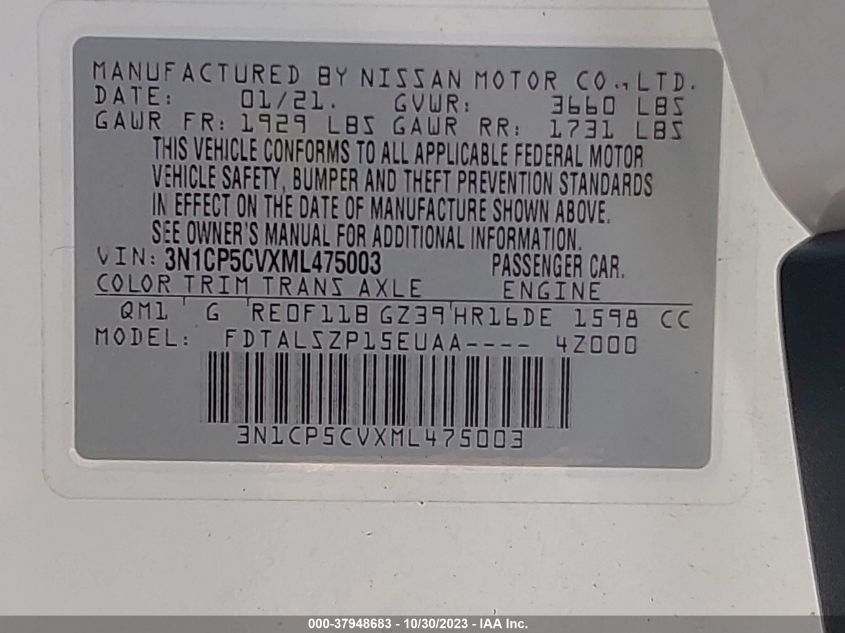 MANUFACTURED BY NISSAN MOTOR CO., LTD.
DATE: 01/21. GVWR: 3660 LBS
GAWR FR: 1929 LBS GAWR RR: 1731 LBS
THIS VEHICLE CONFORMS TO ALL APPLICABLE FEDERAL MOTOR
VEHICLE SAFETY, BUMPER AND THEFT PREVENTION STANDARDS
IN EFFECT ON THE DATE OF MANUFACTURE SHOWN ABOVE.
SEE OWNER'S MANUAL FOR ADDITIONAL INFORMATION.
VIN: 3N1CP5CVXML475003 PASSENGER CAR.
COLOR TRIM TRANS AXLE ENGINE
QM1 G RE0F11B GZ39 HR16DE 1598 CC
MODEL: FDTALSZP15EUAA---- 4Z000
3N1CP5CVXML475003
000-37948683 - 10/30/2023 - IAA Inc.